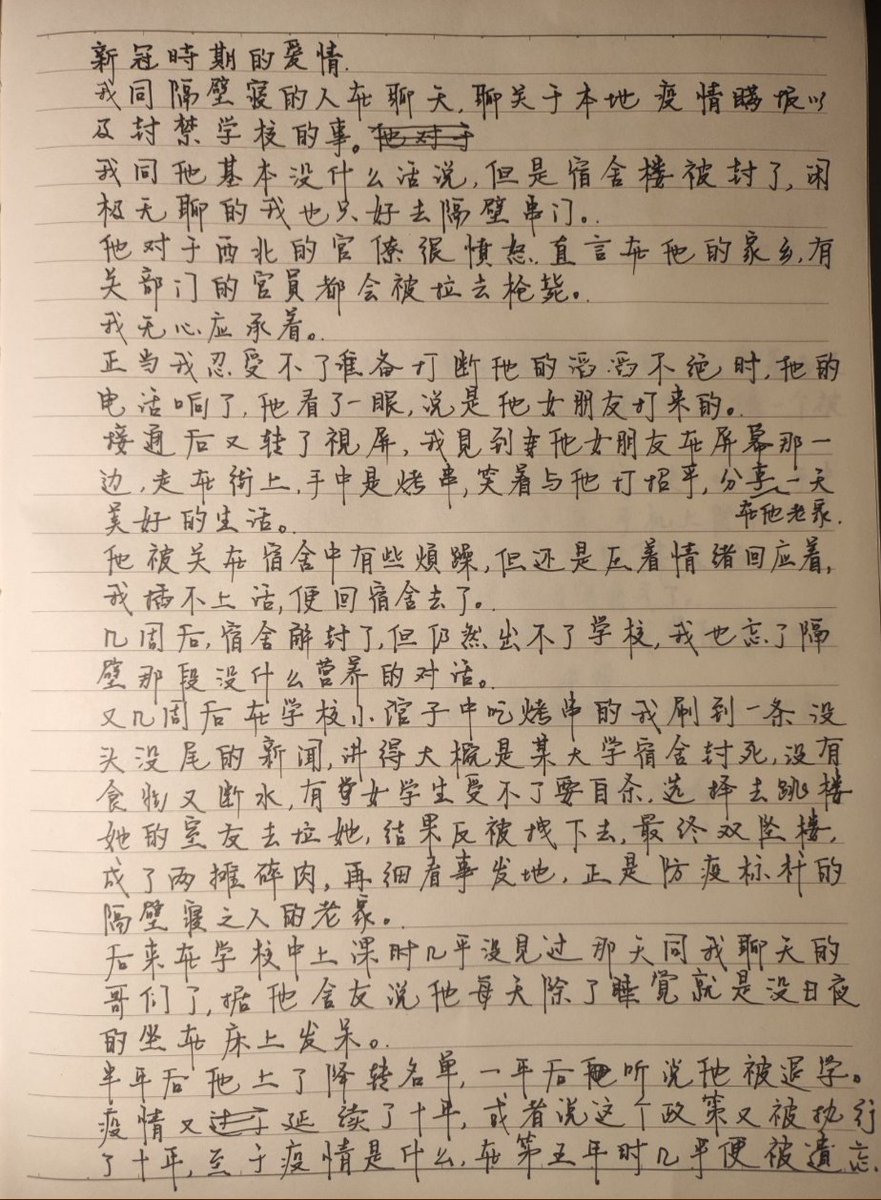 新冠時期的爱情.
我同隔壁寝的人在聊天,聊关于本地疫情瞒报以
及封禁学校的事。他对于
我同他基本没什么话说,但是宿舍楼被封了,闲
极无聊的我也只好去隔壁串门。
他对于西北的官僚很愤怒,直言在他的家乡,有
关部门的官員都会被拉去枪毙。
我无心应承着。
正当我忍受不了准备打断他的滔滔不绝时,他的
电话响了,他看了一眼,说是他女朋友打来的。
接通后又转了視屏,我見到他女朋友在屏幕那一
边,走在街上,手中是烤串,笑着与他打招乎,分享一天
在他老家.
美好的生活。
他被关在宿舍中有些煩躁,但还是压着情绪回应着,
我插不上话,便回宿舍去了。
几周后,宿舍解封了,但仍然出不了学校,我也忘了隔
壁那段没什么营养的对话。
又几周后在学校小馆子中吃烤串的我刷到一条没
头没尾的新闻,讲得大概是某大学宿舍封死,没有
食物又断水,有女学生受不了要自杀,选择去跳楼
她的室友去拉她,结果反被拽下去,最终双坠楼,
成了两摊碎肉,再细看事发地,正是防疫标杆的
隔壁寝之人的老家。
后来在学校中上课时几乎没見过那天同我聊天的
哥们了,据他舍友说他每天除了睡觉就是没日夜
的坐在床上发呆。
半年后他上了降转名单,一年后听说他被退学。
疫情又过于延续了十年,或者说这个政策又被执行
了十年,至于疫情是什么,在第五年时几乎便被遺忘.